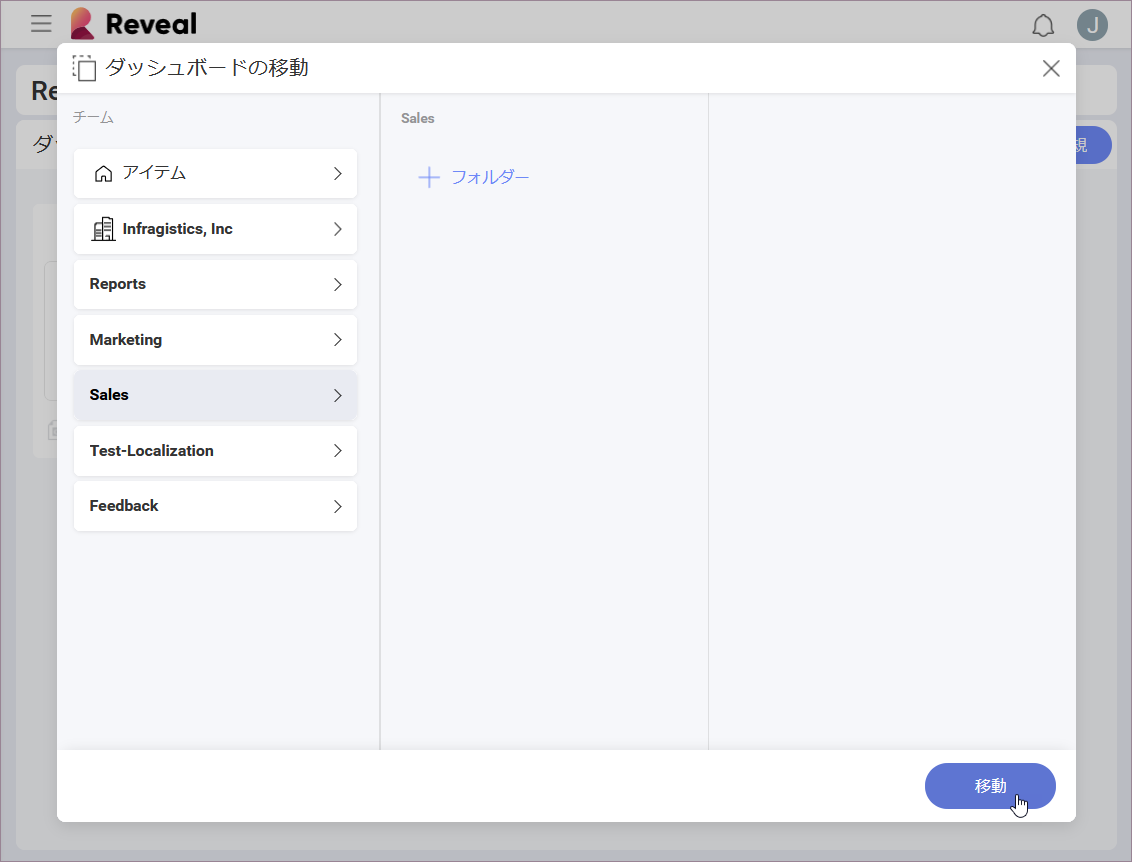 Reveal
J
ダッシュボードの移動
Re
ダッ
規
チーム
Sales
アイテム
フォルダー
Infragistics, Inc
Reports
Marketing
Sales
Test-Localization
Feedback
移動